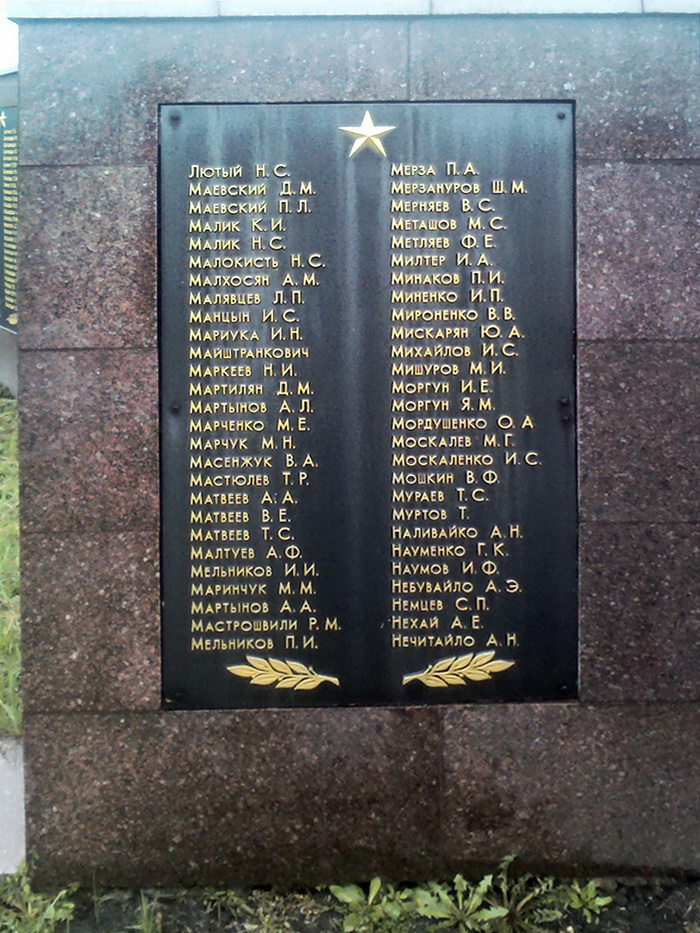 Лютый Н. С.
Маевский Д. М.
Маевский П. Л.
Малик К. И.
Малик Н. С.
Малокисть Н. С.
Малхосян А. М.
Малявцев Л. П.
Манцын И. С.
Мариука И. Н.
Майштранкович
Маркеев Н. И.
Мартилян Д. М.
Мартынов А. Л.
Марченко М. Е.
Марчук М. Н.
Масенжук В. А.
Мастюлев Т. Р.
Матвеев А. А.
Матвеев В. Е.
Матвеев Т. С.
Малтуев А. Ф.
Мельников И. И.
Маринчук М. М.
Мартынов А. А.
Мастрошвили Р. М.
Мельников П. И.
Мерза П. А.
Мерзануров Ш. М.
Мерняев В. С.
Меташов М. С.
Метляев Ф. Е.
Милтер И. А.
Минаков П. И.
Миненко И. П.
Мироненко В. В.
Мискарян Ю. А.
Михайлов И. С.
Мишуров М. И.
Моргун И. Е.
Моргун Я. М.
Мордушенко О. А
Москалев М. Г.
Москаленко И. С.
Мошкин В. Ф.
Мураев Т. С.
Муртов Т.
Наливайко А. Н.
Науменко Г. К.
Наумов И. Ф.
Небувайло А. Э.
Немцев С. П.
Нехай А. Е.
Нечитайло А. Н.